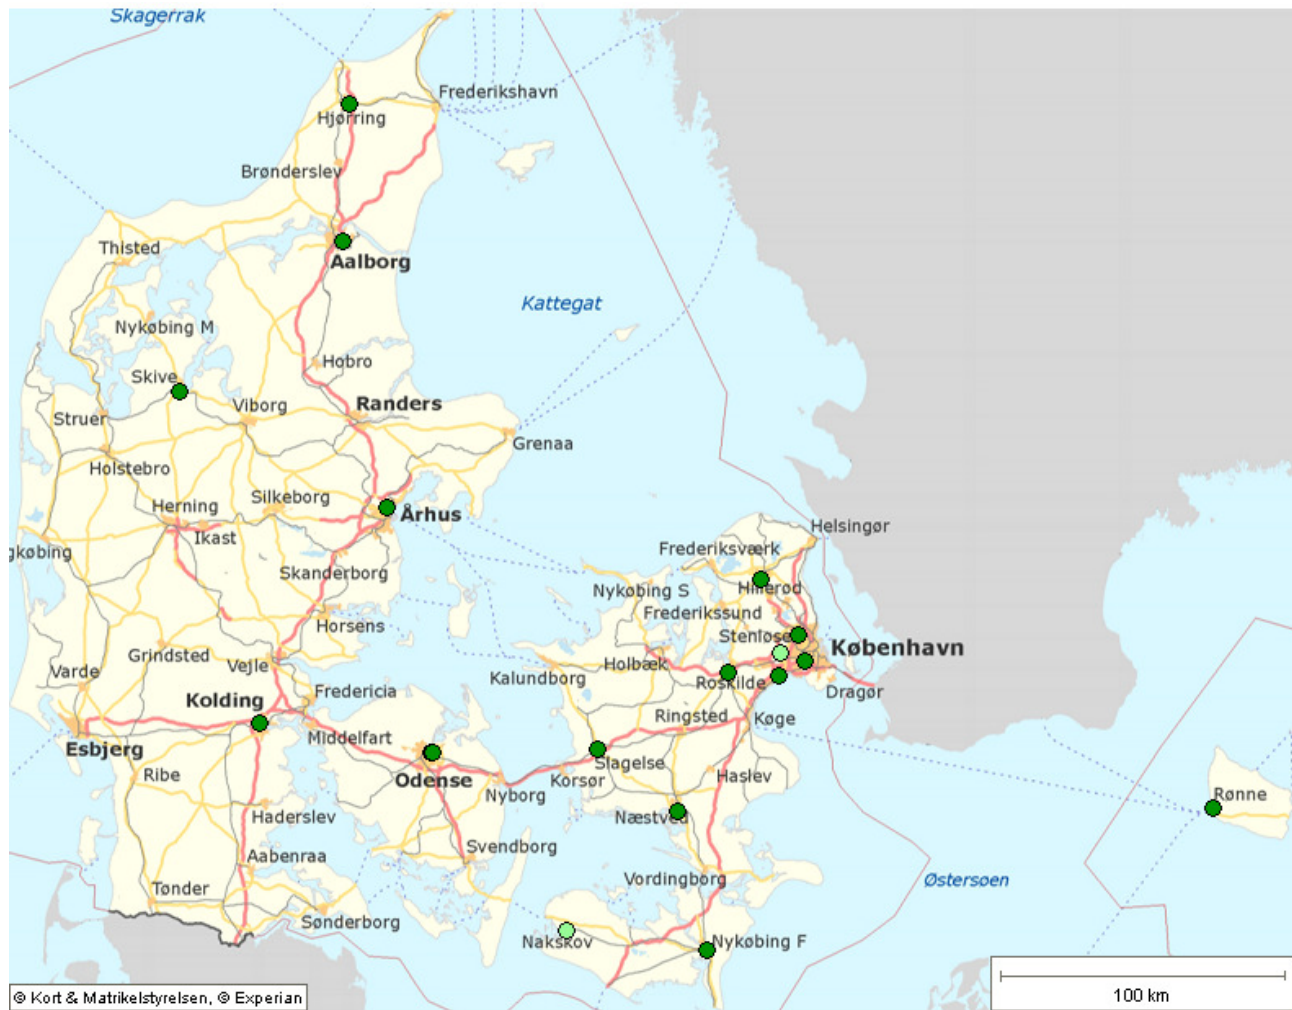 Skagerrak
Frederikshavn
Hjørring
Brønderslev
Thisted
Aalborg
Kattegat
Nykøbing M
Hobro
Skive
Randers
Viborg
Struer
Grenaa
Holstebro
Silkeborg
Herning
Århus
Ikast
Helsingør
gkøbing
Frederiksværk
Skanderborg
Nykøbing S
Hillerød
Frederikssund
Horsens
Stenløse
København
Grindsted
Vejle
Holbæk
Varde
Kalundborg
Roskilde
Dragør
Fredericia
Kolding
Ringsted
Køge
Middelfart
Esbjerg
Slagelse
Ribe
Odense
Korsør
Haslev
Nyborg
Rønne
Haderslev
Næstved
Svendborg
Aabenraa
Vordingborg
Østersøen
Tønder
Sønderborg
Nakskov
Nykøbing F
© Kort & Matrikelstyrelsen, © Experian
100 km